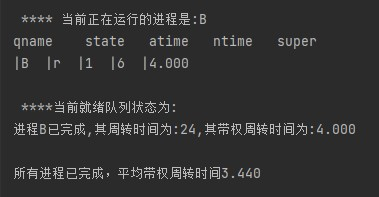 **** 当前正在运行的进程是:B
qname    state   atime   ntime   super
|B  |r  |1  |6  |4.000
****当前就绪队列状态为:
进程B已完成,其周转时间为:24,其带权周转时间为:4.000
所有进程已完成，平均带权周转时间3.440